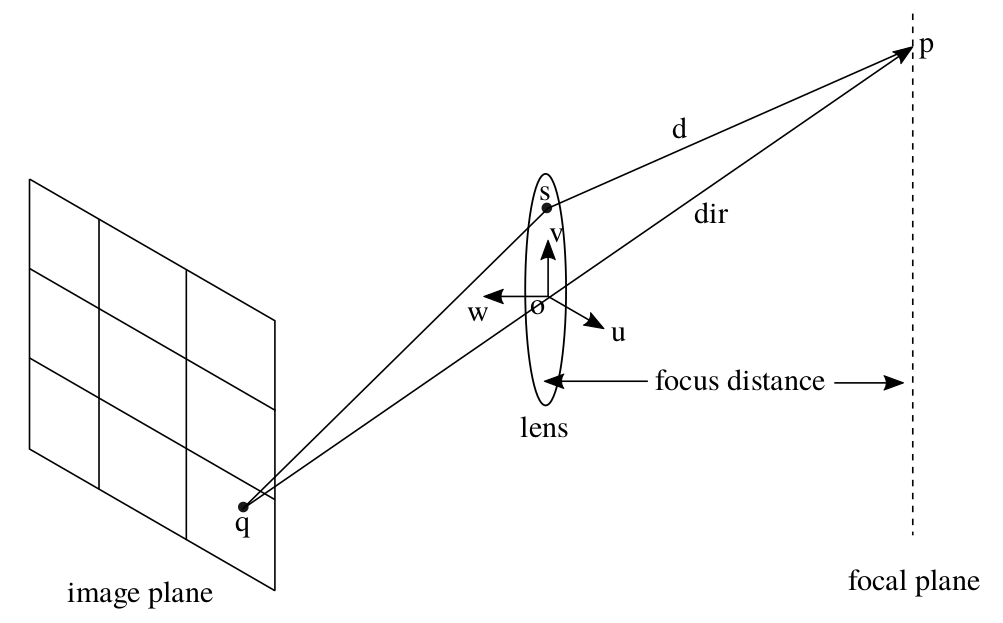 p
d
s
dir
v
w
o
u
focus distance
lens
q
image plane
focal plane